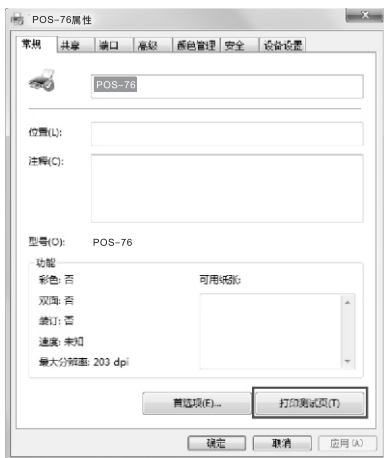 POS-76属性
常规 共享 端口 高级 颜色管理 安全 设备设置
POS-76
位置(L):
注释(C):
型号(O): POS-76
功能
彩色: 否 可用纸张:
双面: 否
装订: 否
速度: 未知
最大分辨率: 203 dpi
首选项(F)... 打印测试页(T)
确定 取消 应用(A)